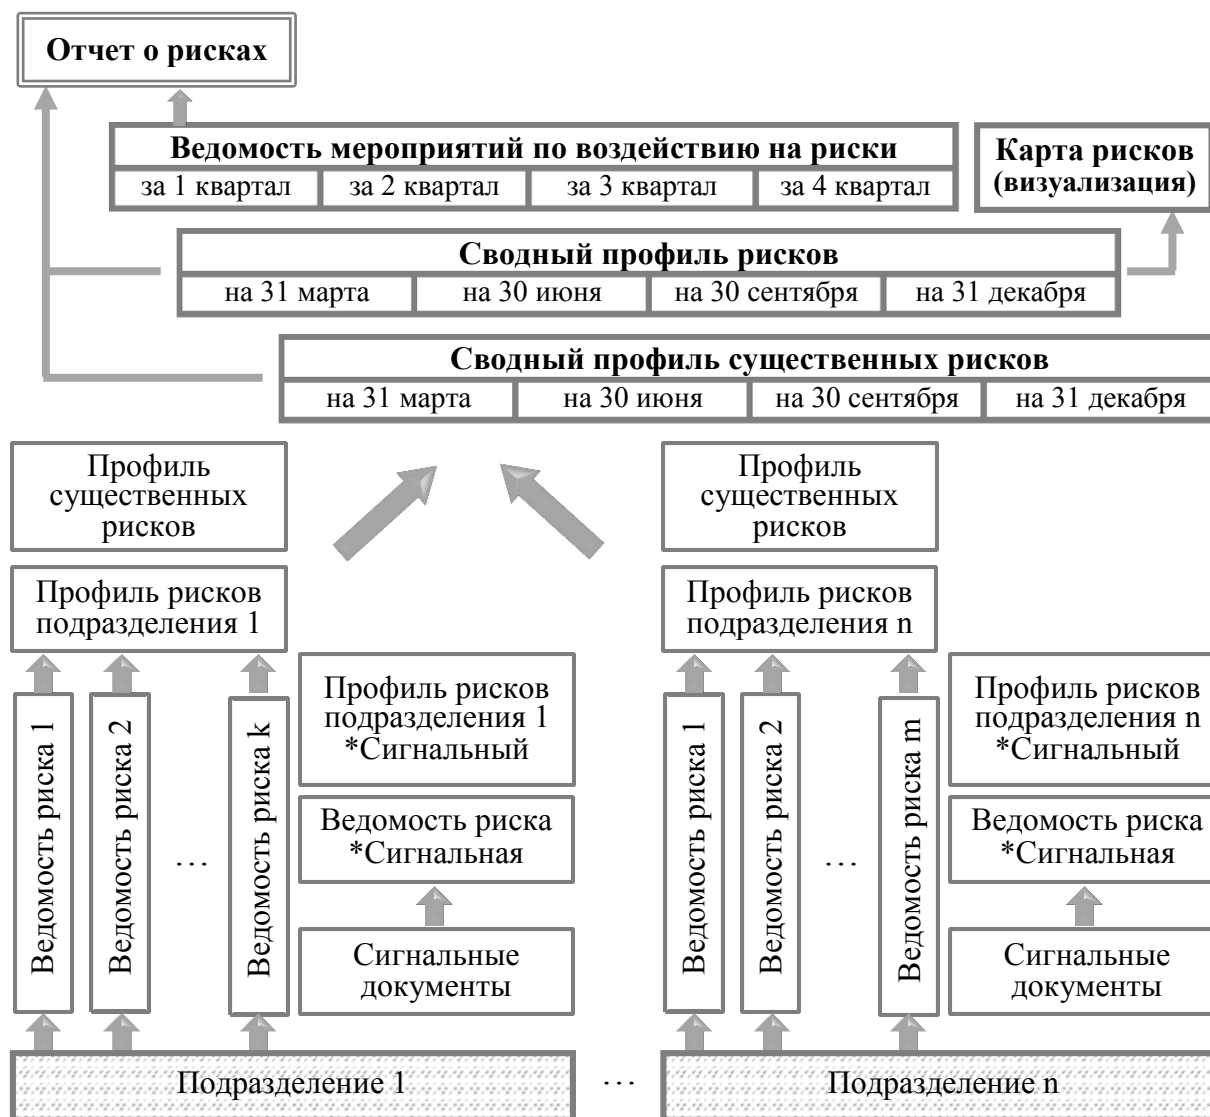 Отчет о рисках
Ведомость мероприятий по воздействию на риски
за 1 квартал
за 2 квартал
за 3 квартал
за 4 квартал
Карта рисков
(визуализация)
Сводный профиль рисков
на 31 марта
на 30 июня
на 30 сентября
на 31 декабря
Сводный профиль существенных рисков
на 31 марта
на 30 июня
на 30 сентября
на 31 декабря
Профиль
существенных
рисков
Профиль
существенных
рисков
Профиль рисков
подразделения 1
Профиль рисков
подразделения n
Ведомость риска 1
Ведомость риска 2
...
Ведомость риска k
Профиль рисков
подразделения 1
*Сигнальный
Ведомость риска
*Сигнальная
Сигнальные
документы
Ведомость риска 1
Ведомость риска 2
...
Ведомость риска m
Профиль рисков
подразделения n
*Сигнальный
Ведомость риска
*Сигнальная
Сигнальные
документы
Подразделение 1
...
Подразделение n